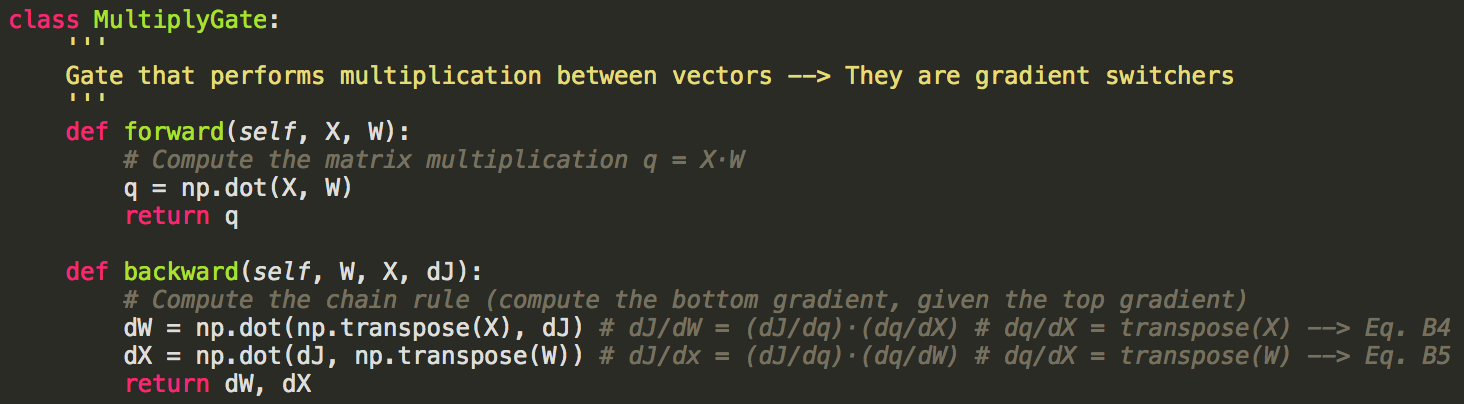 class MultiplyGate:
    '''
    Gate that performs multiplication between vectors --> They are gradient switchers
    '''
    def forward(self, X, W):
        # Compute the matrix multiplication q = X·W
        q = np.dot(X, W)
        return q

    def backward(self, W, X, dJ):
        # Compute the chain rule (compute the bottom gradient, given the top gradient)
        dW = np.dot(np.transpose(X), dJ) # dJ/dW = (dJ/dq)·(dq/dX) # dq/dX = transpose(X) --> Eq. B4
        dX = np.dot(dJ, np.transpose(W)) # dJ/dx = (dJ/dq)·(dq/dW) # dq/dX = transpose(W) --> Eq. B5
        return dW, dX